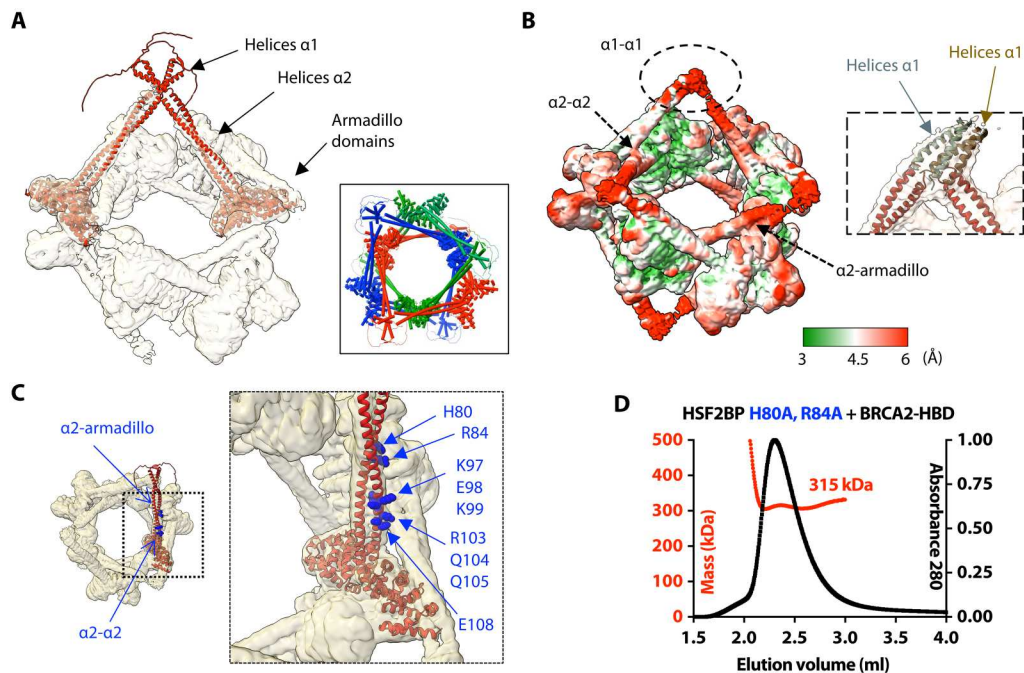 A
Helices α1
Helices α2
Armadillo
domains
B
α1-α1
α2-α2
α2-armadillo
Helices α1
Helices α1
3
4.5
6
(Å)
C
α2-armadillo
α2-α2
H80
R84
K97
E98
K99
R103
Q104
Q105
E108
D
HSF2BP H80A, R84A + BRCA2-HBD
Mass (kDa)
500
400
300
200
100
0
315 kDa
1.00
0.75
0.50
0.25
0.00
Absorbance 280
1.5
2.0
2.5
3.0
3.5
4.0
Elution volume (ml)